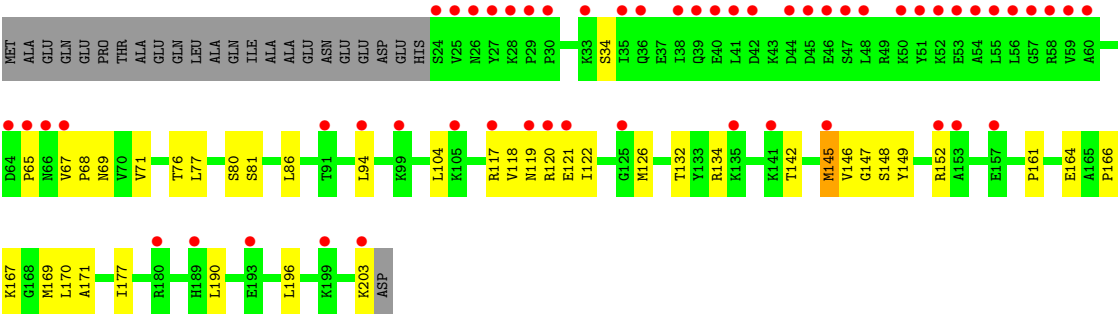 MET ALA GLU GLN GLU PRO THR ALA GLU GLN LEU ALA GLN ILE ALA ALA GLU ASN GLU GLU ASP GLU HIS S24 V25 N26 Y27 K28 P29 P30 K33 S34 I35 Q36 E37 I38 Q39 E40 L41 D42 K43 D44 D45 E46 S47 L48 R49 K50 Y51 K52 E53 A54 L55 L56 G57 R58 V59 A60
D64 P65 N66 V67 P68 N69 V70 V71 T76 L77 S80 S81 L86 T91 L94 K99 L104 K105 R117 V118 N119 R120 E121 I122 G125 M126 T132 Y133 R134 K135 K141 T142 M145 V146 G147 S148 Y149 R152 A153 E157 P161 E164 A165 P166
K167 G168 M169 L170 A171 I177 R180 H189 L190 E193 L196 K199 K203 ASP